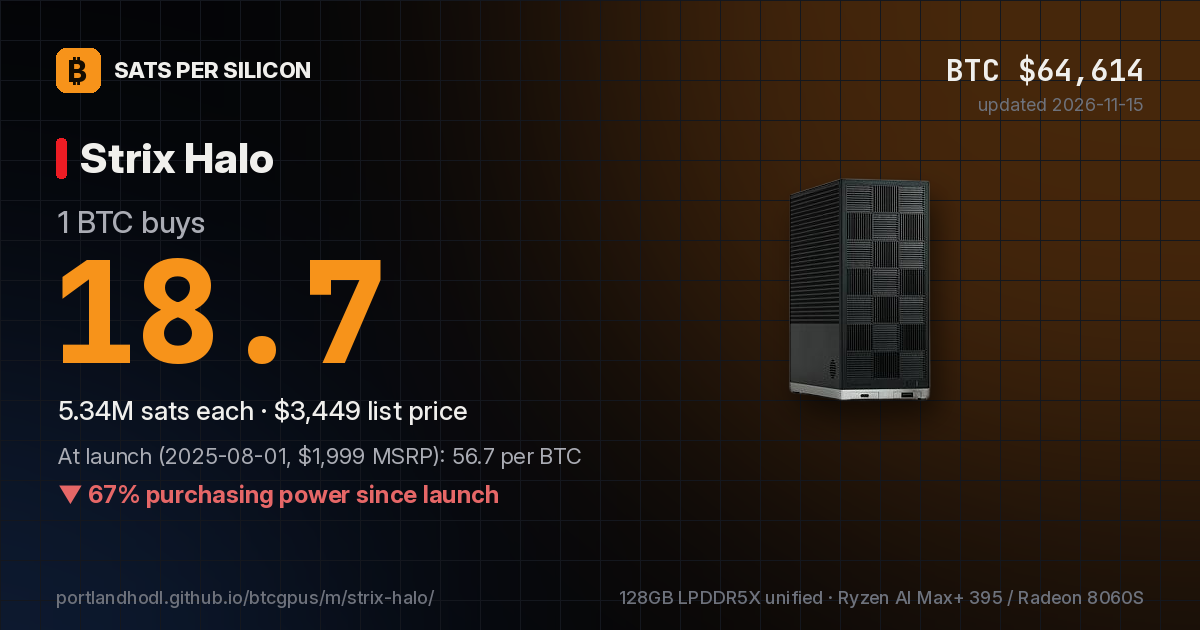 ₿ SATS PER SILICON
BTC $64,614
updated 2026-11-15
Strix Halo
1 BTC buys
18.7
5.34M sats each · $3,449 list price
At launch (2025-08-01, $1,999 MSRP): 56.7 per BTC
▼ 67% purchasing power since launch
portlandhodl.github.io/btcgpus/m/strix-halo/
128GB LPDDR5X unified · Ryzen AI Max+ 395 / Radeon 8060S